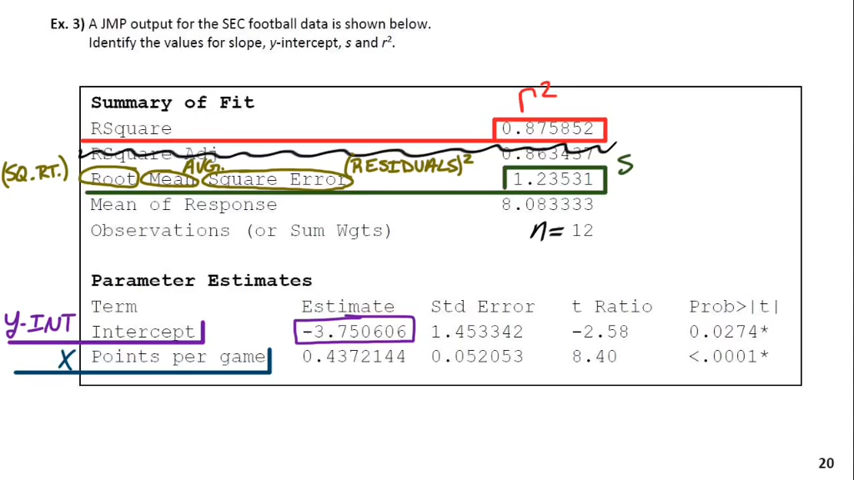 Ex. 3) A JMP output for the SEC football data is shown below.
Identify the values for slope, y-intercept, s and r².
r²
Summary of Fit
RSquare 0.875852
RSquare Adj 0.863437
(SQ.RT.) AVG. (RESIDUALS)² S
Root Mean Square Error 1.23531
Mean of Response 8.083333
Observations (or Sum Wgts) n= 12
Parameter Estimates
Term Estimate Std Error t Ratio Prob>|t|
Y-INT Intercept -3.750606 1.453342 -2.58 0.0274*
X Points per game 0.4372144 0.052053 8.40 <.0001*
20